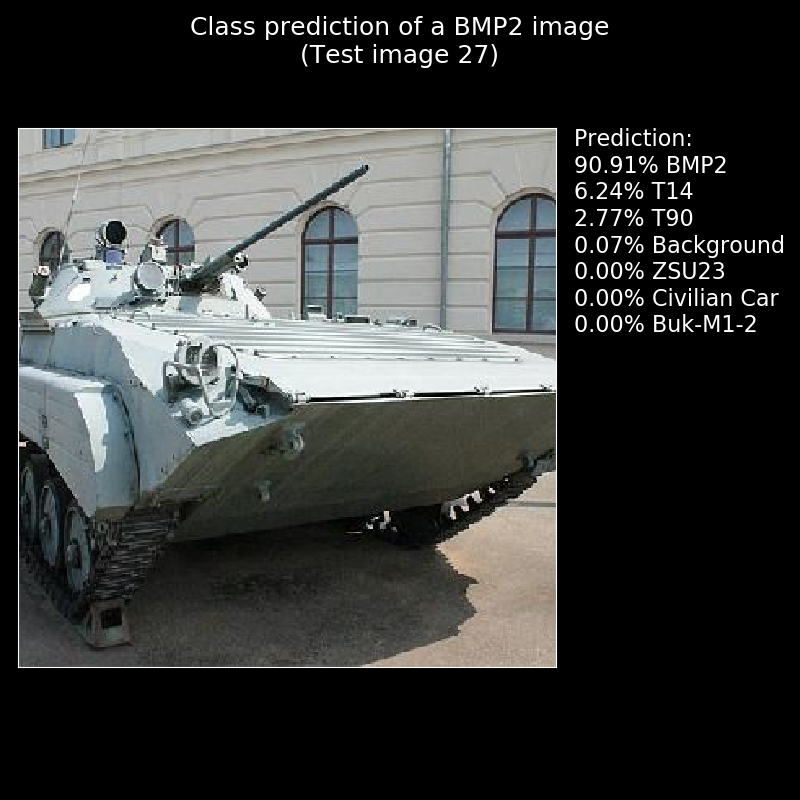 Class prediction of a BMP2 image
(Test image 27)
Prediction:
90.91% BMP2
6.24% T14
2.77% T90
0.07% Background
0.00% ZSU23
0.00% Civilian Car
0.00% Buk-M1-2